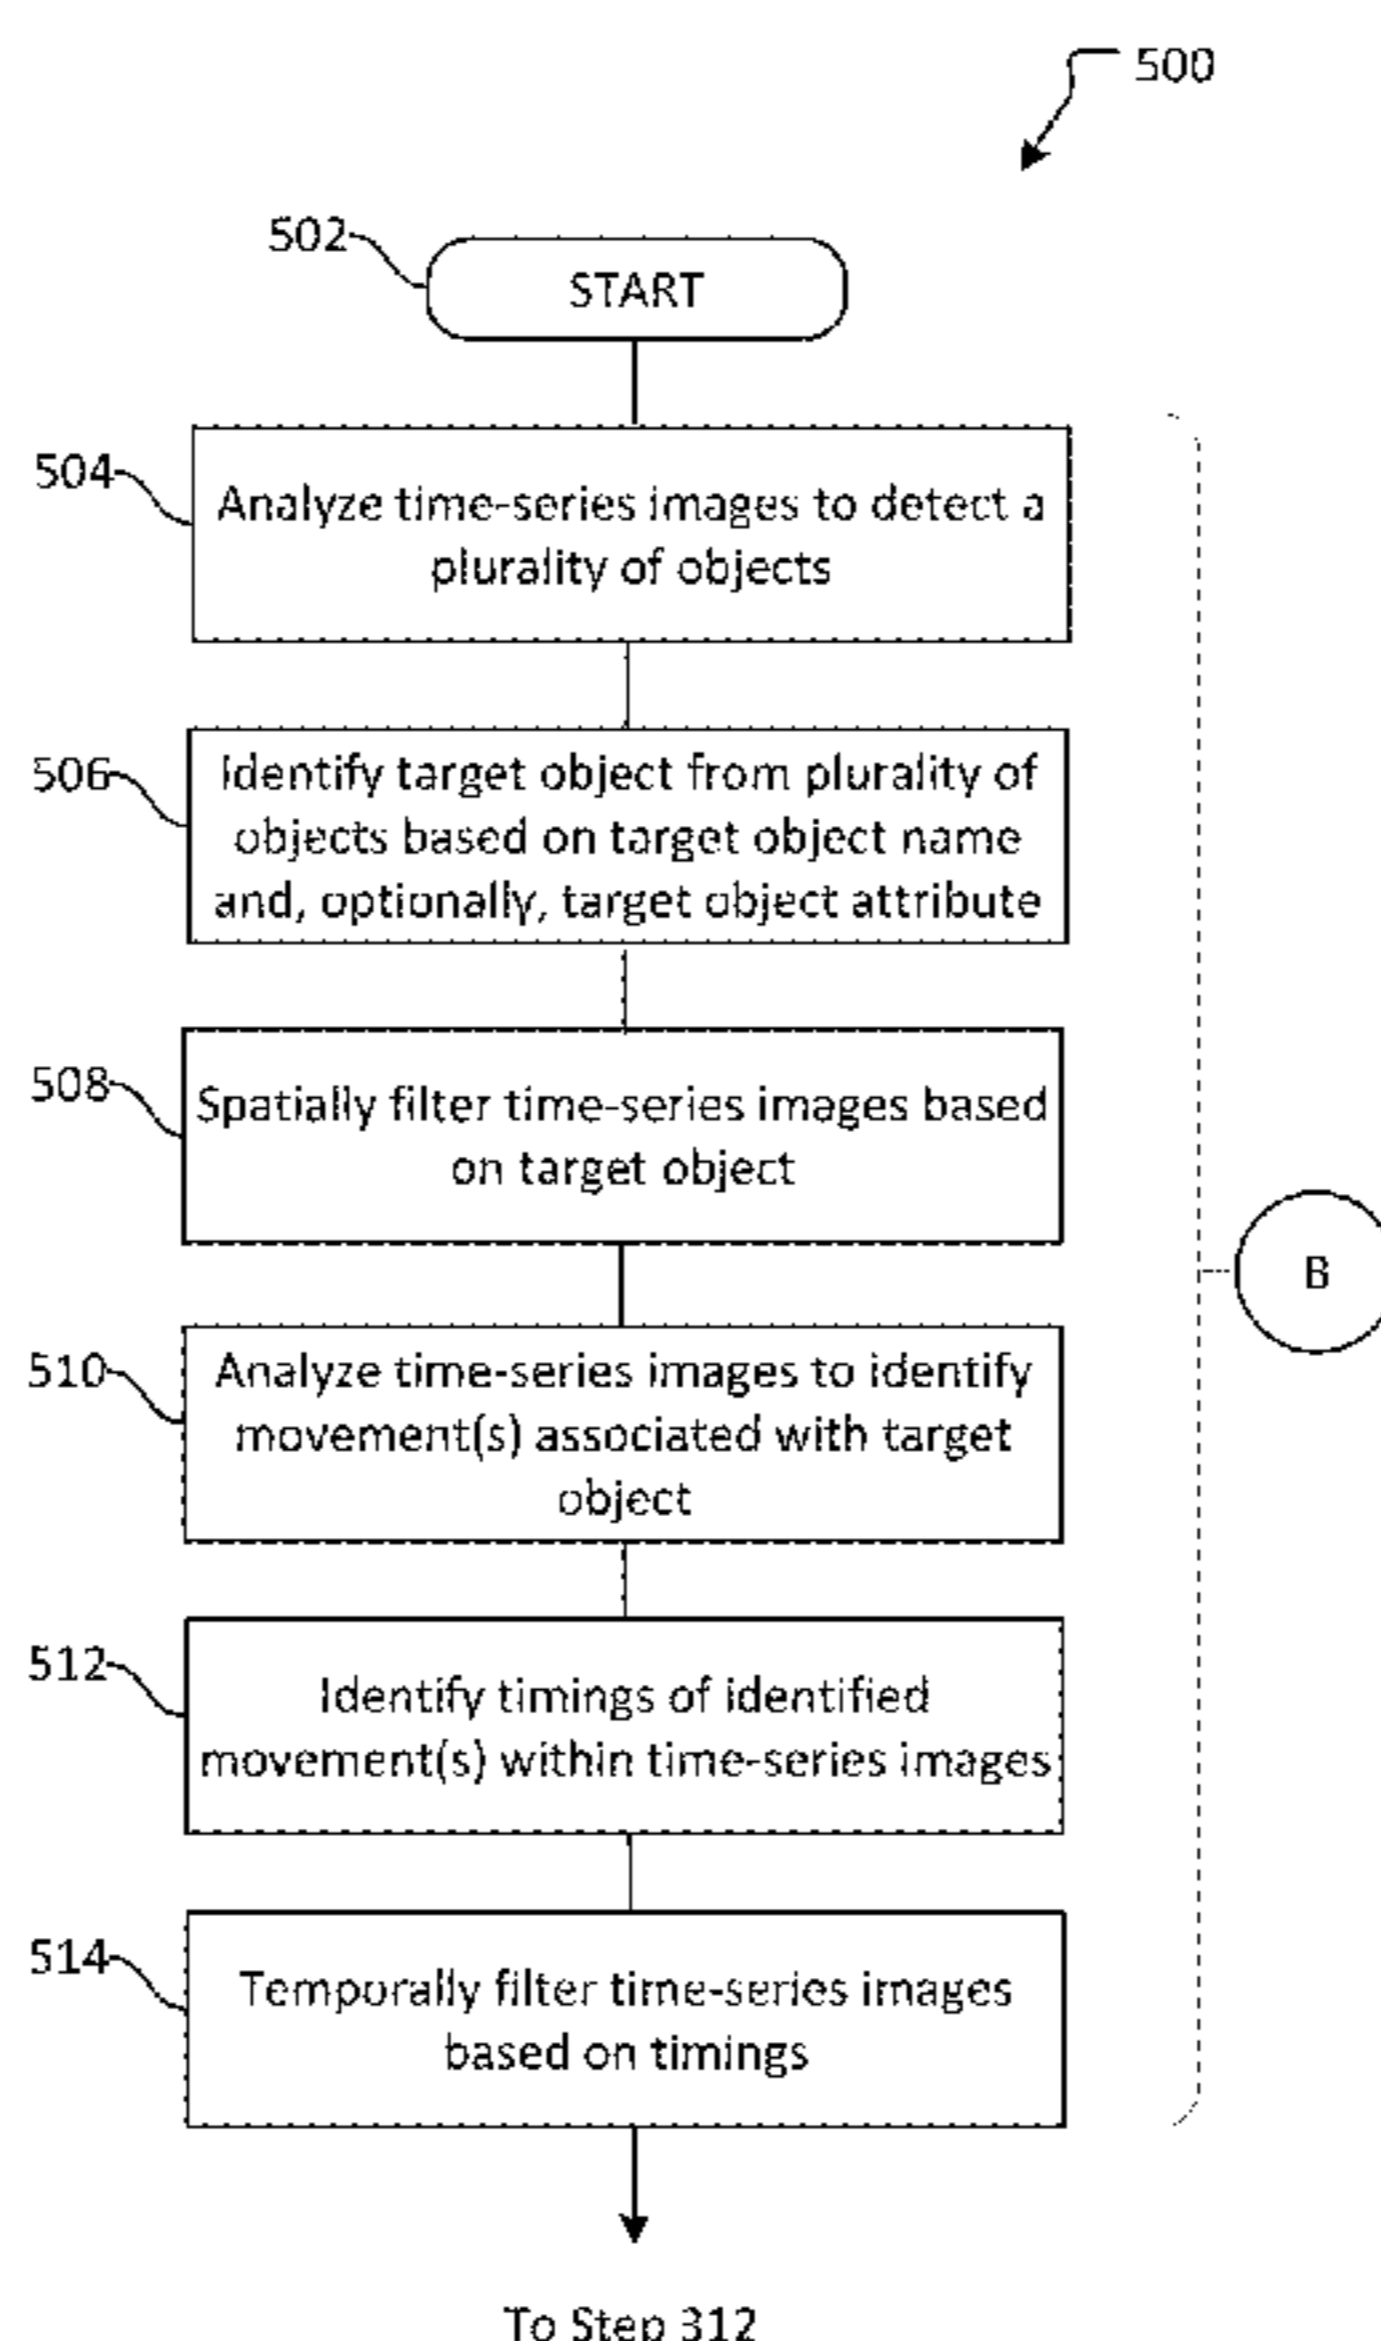 500
502
START
504
Analyze time-series images to detect a
plurality of objects
506
Identify target object from plurality of
objects based on target object name
and, optionally, target object attribute
508
Spatially filter time-series images based
on target object
B
510
Analyze time-series images to identify
movement(s) associated with target
object
512
Identify timings of identified
movement(s) within time-series images
514
Temporally filter time-series images
based on timings
To Step 312